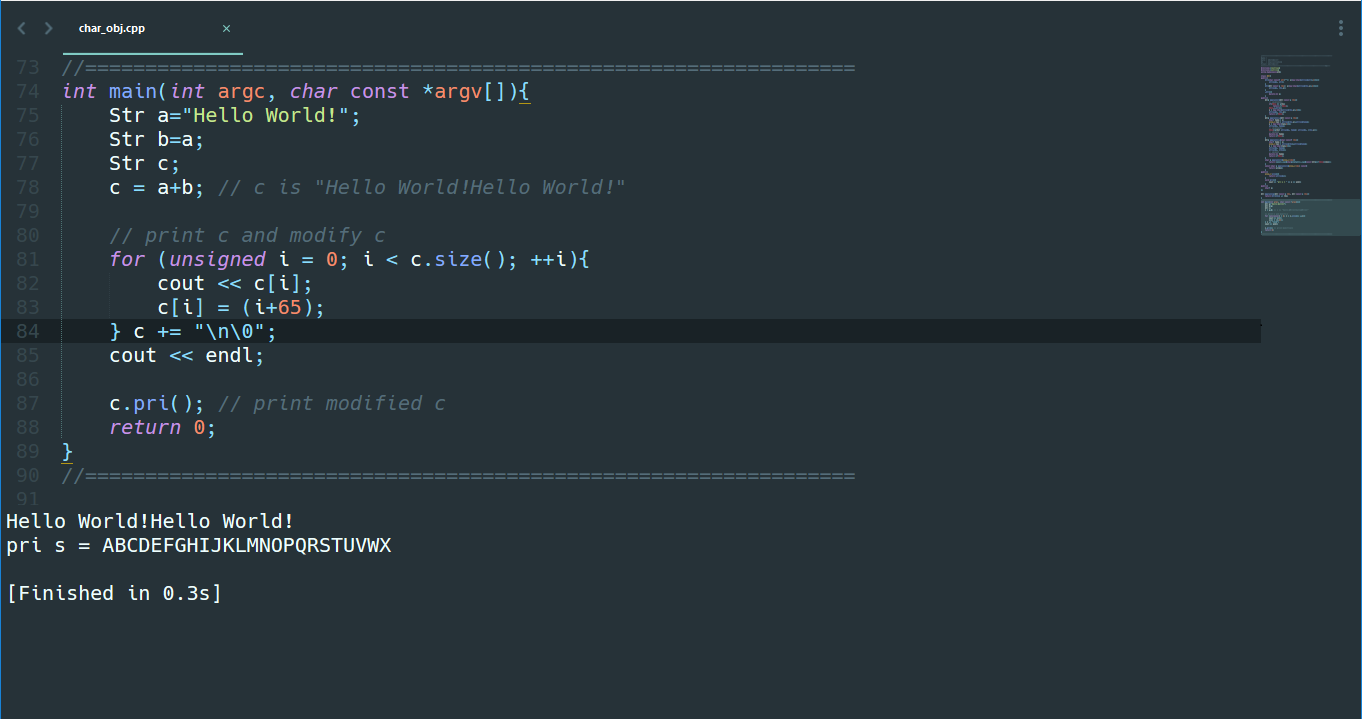 char_obj.cpp ×
73 //================================================================
74 int main(int argc, char const *argv[]){
75 Str a="Hello World!";
76 Str b=a;
77 Str c;
78 c = a+b; // c is "Hello World!Hello World!"
79
80 // print c and modify c
81 for (unsigned i = 0; i < c.size(); ++i){
82 cout << c[i];
83 c[i] = (i+65);
84 } c += "\n\0";
85 cout << endl;
86
87 c.pri(); // print modified c
88 return 0;
89 }
90 //================================================================
91
Hello World!Hello World!
pri s = ABCDEFGHIJKLMNOPQRSTUVWX
[Finished in 0.3s]